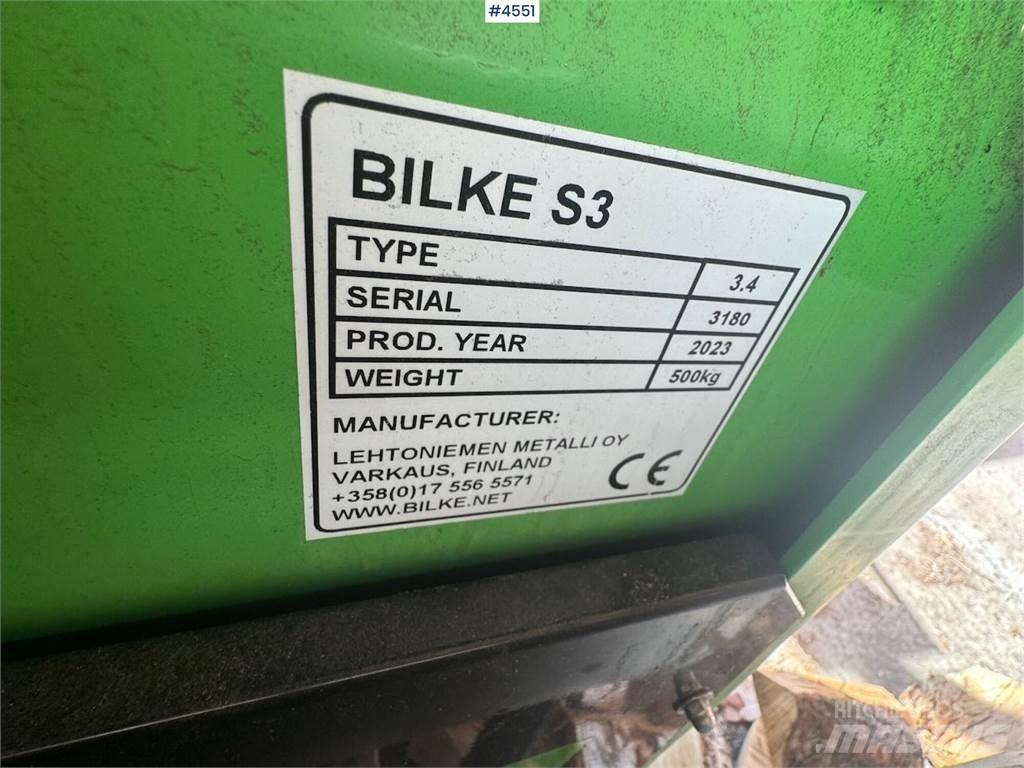 #4551
BILKE S3
TYPE 3.4
SERIAL 3180
PROD. YEAR 2023
WEIGHT 500kg
MANUFACTURER:
LEHTONIEMEN METALLI OY
VARKAUS, FINLAND
+358(0)17 556 5571
WWW.BILKE.NET
CE
MASCUS